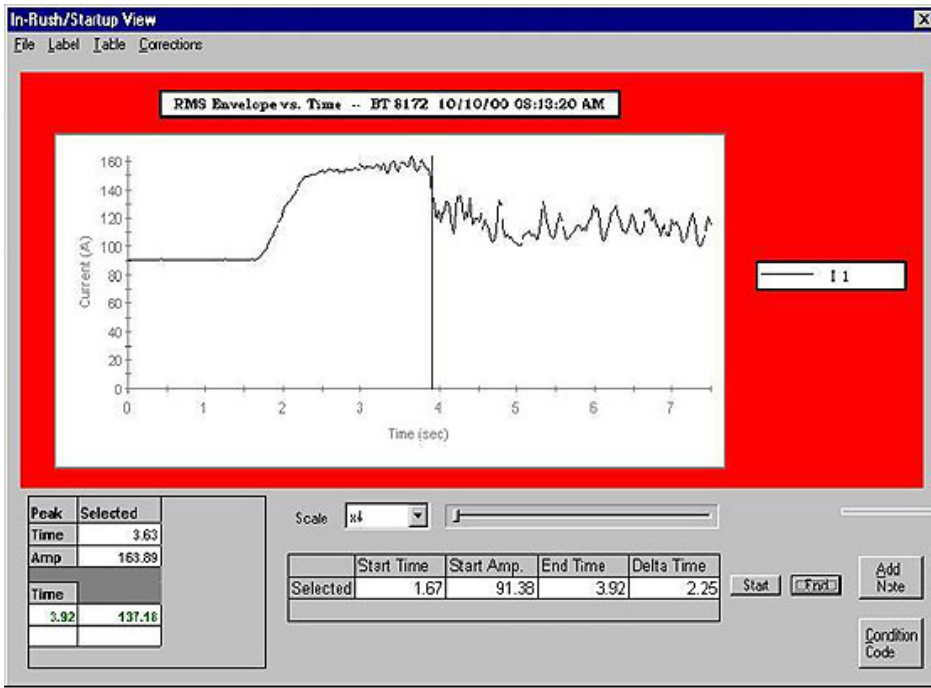 In-Rush/Startup View
File Label Table Corrections
RMS Envelope vs. Time -- BT 8172 10/10/00 08:13:20 AM
Current (A)
160
140
120
100
80
60
40
20
0
0 1 2 3 4 5 6 7
Time (sec)
I 1
Peak Selected
Time 3.63
Amp 163.89
Time
3.92 137.18
Scale x4
Start Time Start Amp. End Time Delta Time
Selected 1.67 91.38 3.92 2.25
Start End
Add Note
Condition Code